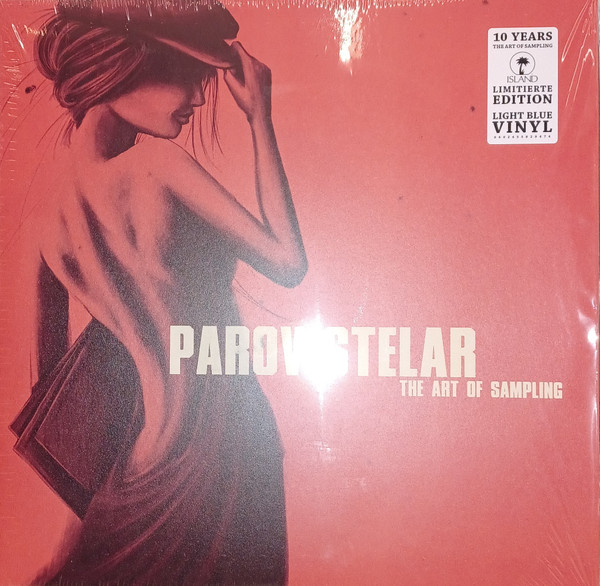 10 YEARS
THE ART OF SAMPLING
ISLAND
LIMITIERTE
EDITION
LIGHT BLUE
VINYL
PAROV STELAR
THE ART OF SAMPLING